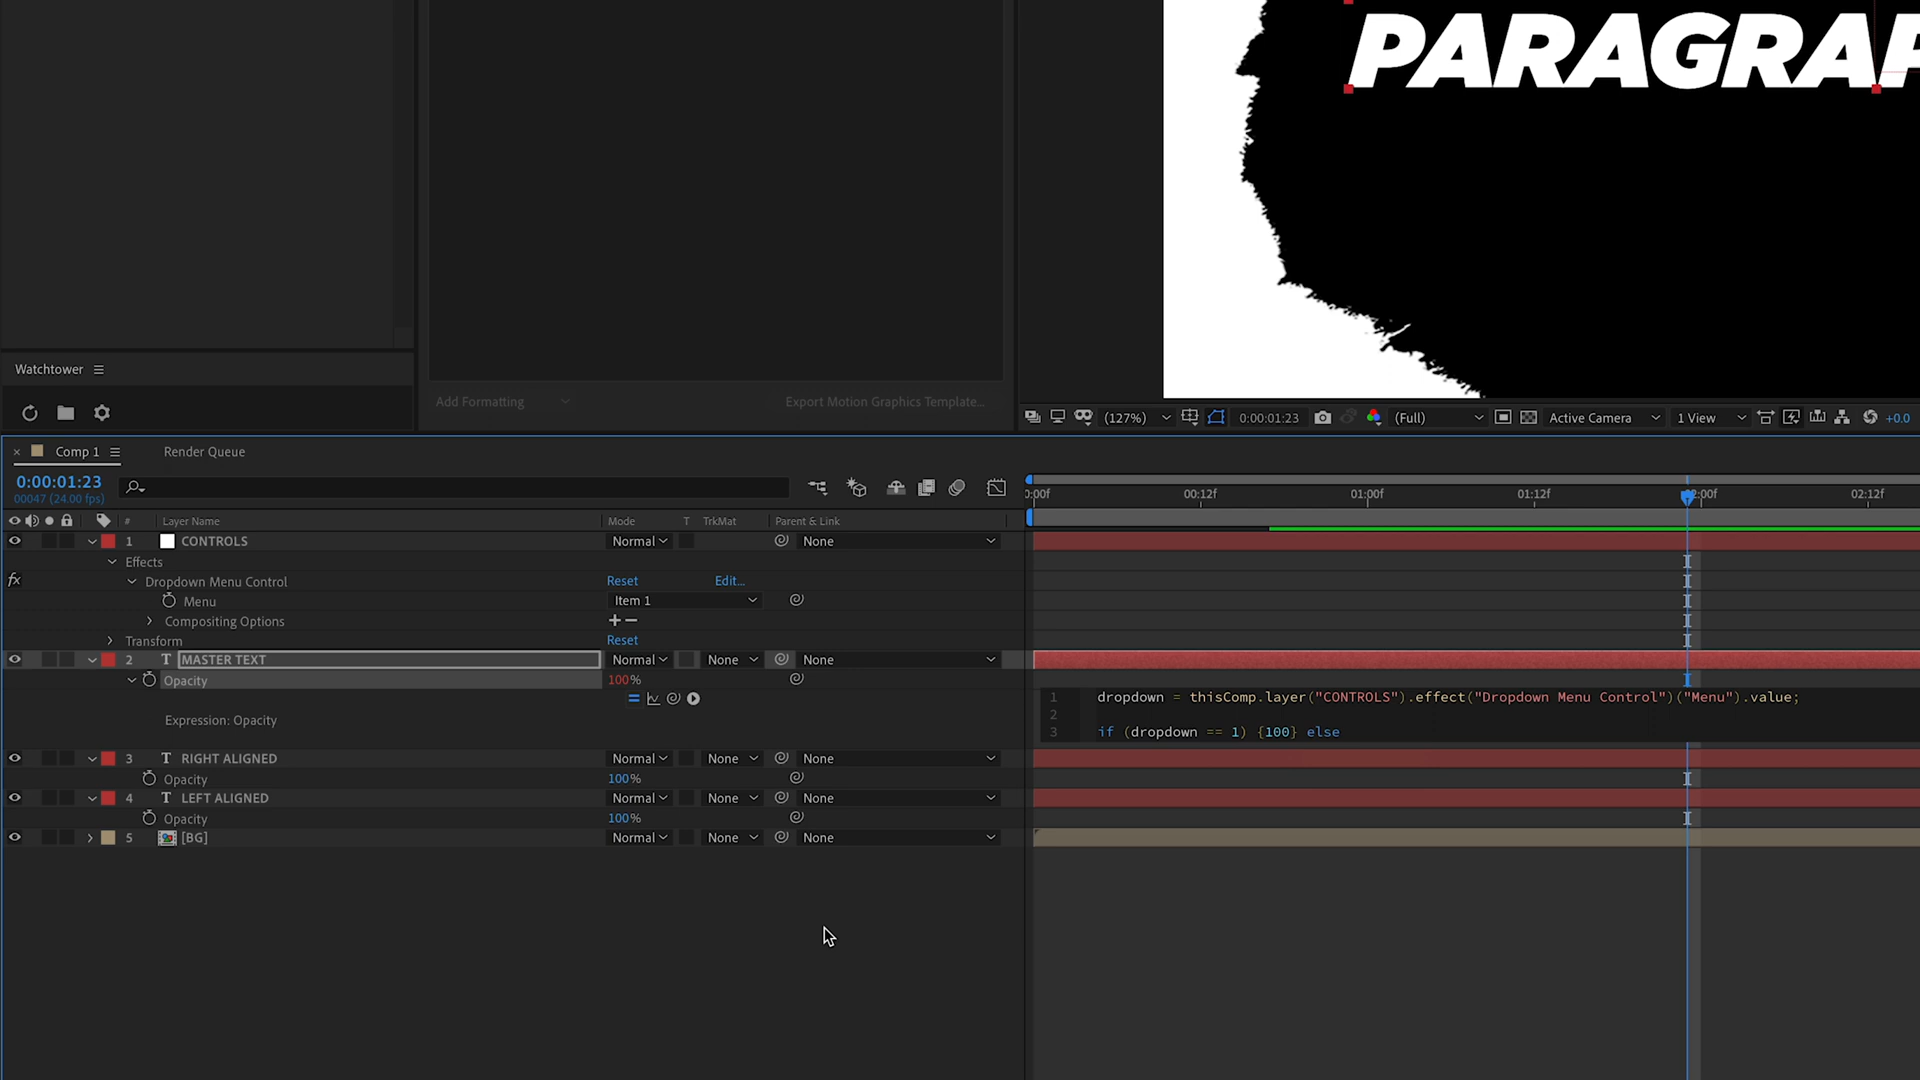 PARAGRAP
Watchtower
Add Formatting
Export Motion Graphics Template...
(127%)
0:00:01:23
(Full)
Active Camera
1 View
+0.0
× Comp 1
Render Queue
0:00:01:23
00047 (24.00 fps)
:00f 00:12f 01:00f 01:12f 2:00f 02:12f
# Layer Name Mode T TrkMat Parent & Link
1 CONTROLS Normal None
Effects
fx Dropdown Menu Control Reset Edit...
Menu Item 1
Compositing Options + −
Transform Reset
2 T MASTER TEXT Normal None None
Opacity 100%
1 dropdown = thisComp.layer("CONTROLS").effect("Dropdown Menu Control")("Menu").value;
2
Expression: Opacity
3 if (dropdown == 1) {100} else
3 T RIGHT ALIGNED Normal None None
Opacity 100%
4 T LEFT ALIGNED Normal None None
Opacity 100%
5 [BG] Normal None None